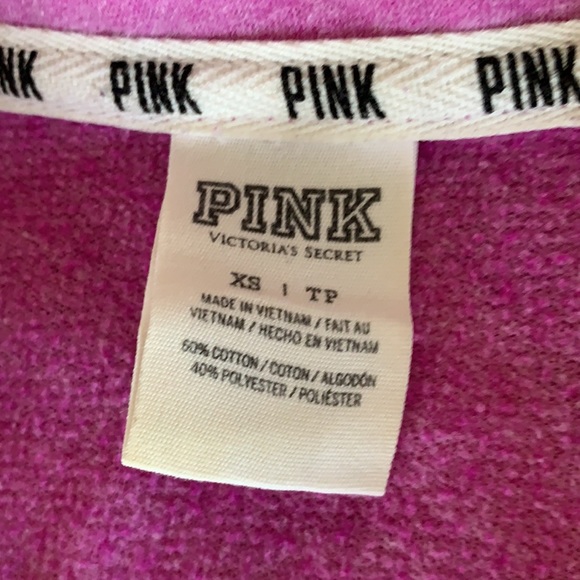 PINK PINK PINK PINK
PINK
VICTORIA'S SECRET
XS | TP
MADE IN VIETNAM / FAIT AU
VIETNAM / HECHO EN VIETNAM
60% COTTON / COTON / ALGODÓN
40% POLYESTER / POLIÉSTER